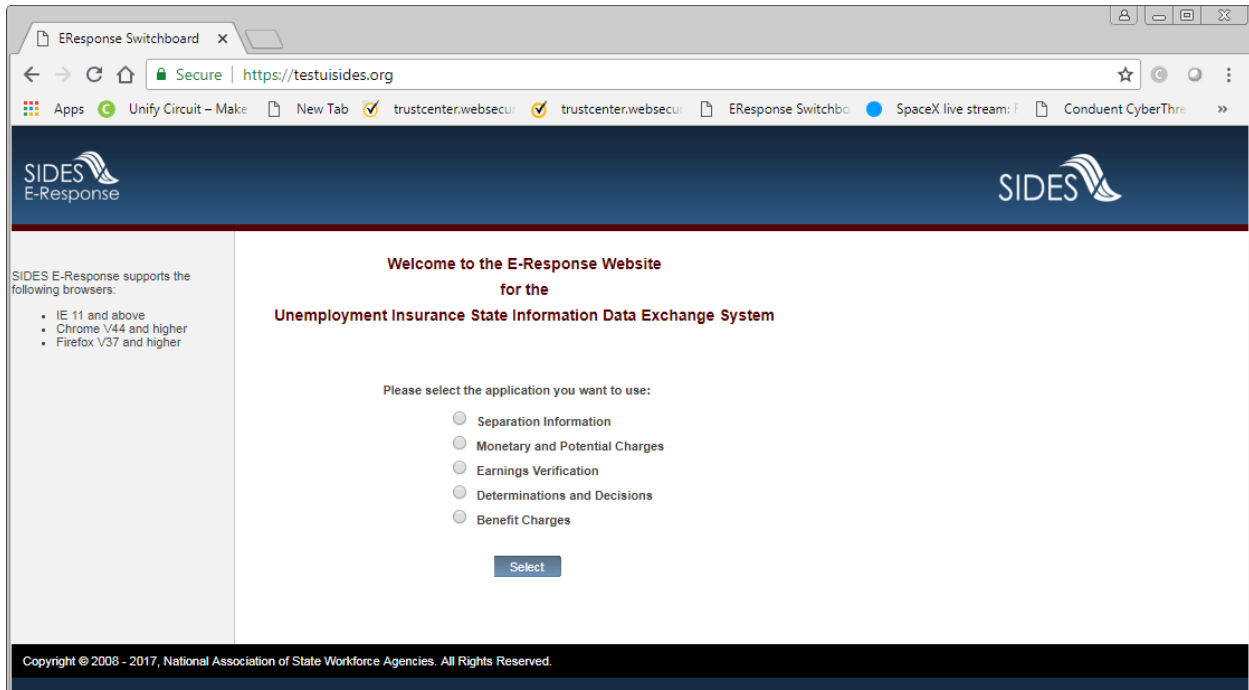 EResponse Switchboard
Secure https://testuisides.org
Apps Unify Circuit – Make New Tab trustcenter.websecu trustcenter.websecu EResponse Switchbo SpaceX live stream: F Conduent CyberThre »
SIDES
E-Response
SIDES
SIDES E-Response supports the
following browsers:
• IE 11 and above
• Chrome V44 and higher
• Firefox V37 and higher
Welcome to the E-Response Website
for the
Unemployment Insurance State Information Data Exchange System
Please select the application you want to use:
Separation Information
Monetary and Potential Charges
Earnings Verification
Determinations and Decisions
Benefit Charges
Select
Copyright © 2008 - 2017, National Association of State Workforce Agencies. All Rights Reserved.